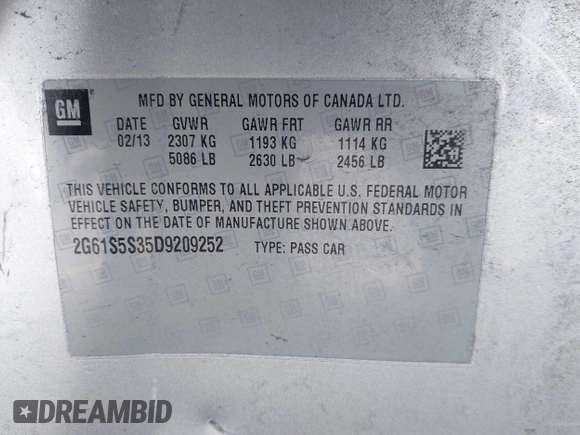 GM
MFD BY GENERAL MOTORS OF CANADA LTD.
DATE GVWR GAWR FRT GAWR RR
02/13 2307 KG 1193 KG 1114 KG
5086 LB 2630 LB 2456 LB
THIS VEHICLE CONFORMS TO ALL APPLICABLE U.S. FEDERAL MOTOR
VEHICLE SAFETY, BUMPER, AND THEFT PREVENTION STANDARDS IN
EFFECT ON THE DATE OF MANUFACTURE SHOWN ABOVE.
2G61S5S35D9209252 TYPE: PASS CAR
DREAMBID